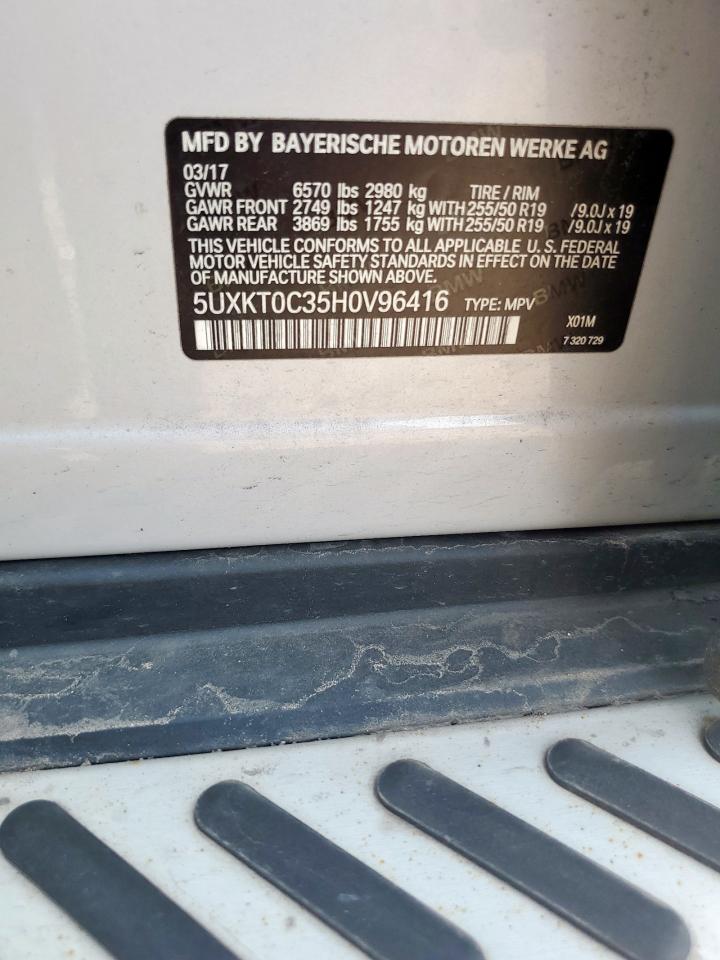 MFD BY BAYERISCHE MOTOREN WERKE AG
03/17
GVWR 6570 lbs 2980 kg TIRE / RIM
GAWR FRONT 2749 lbs 1247 kg WITH 255/50 R19 /9.0J x 19
GAWR REAR 3869 lbs 1755 kg WITH 255/50 R19 /9.0J x 19
THIS VEHICLE CONFORMS TO ALL APPLICABLE U.S. FEDERAL
MOTOR VEHICLE SAFETY STANDARDS IN EFFECT ON THE DATE
OF MANUFACTURE SHOWN ABOVE.
5UXKT0C35H0V96416 TYPE: MPV
X01M
7 320 729